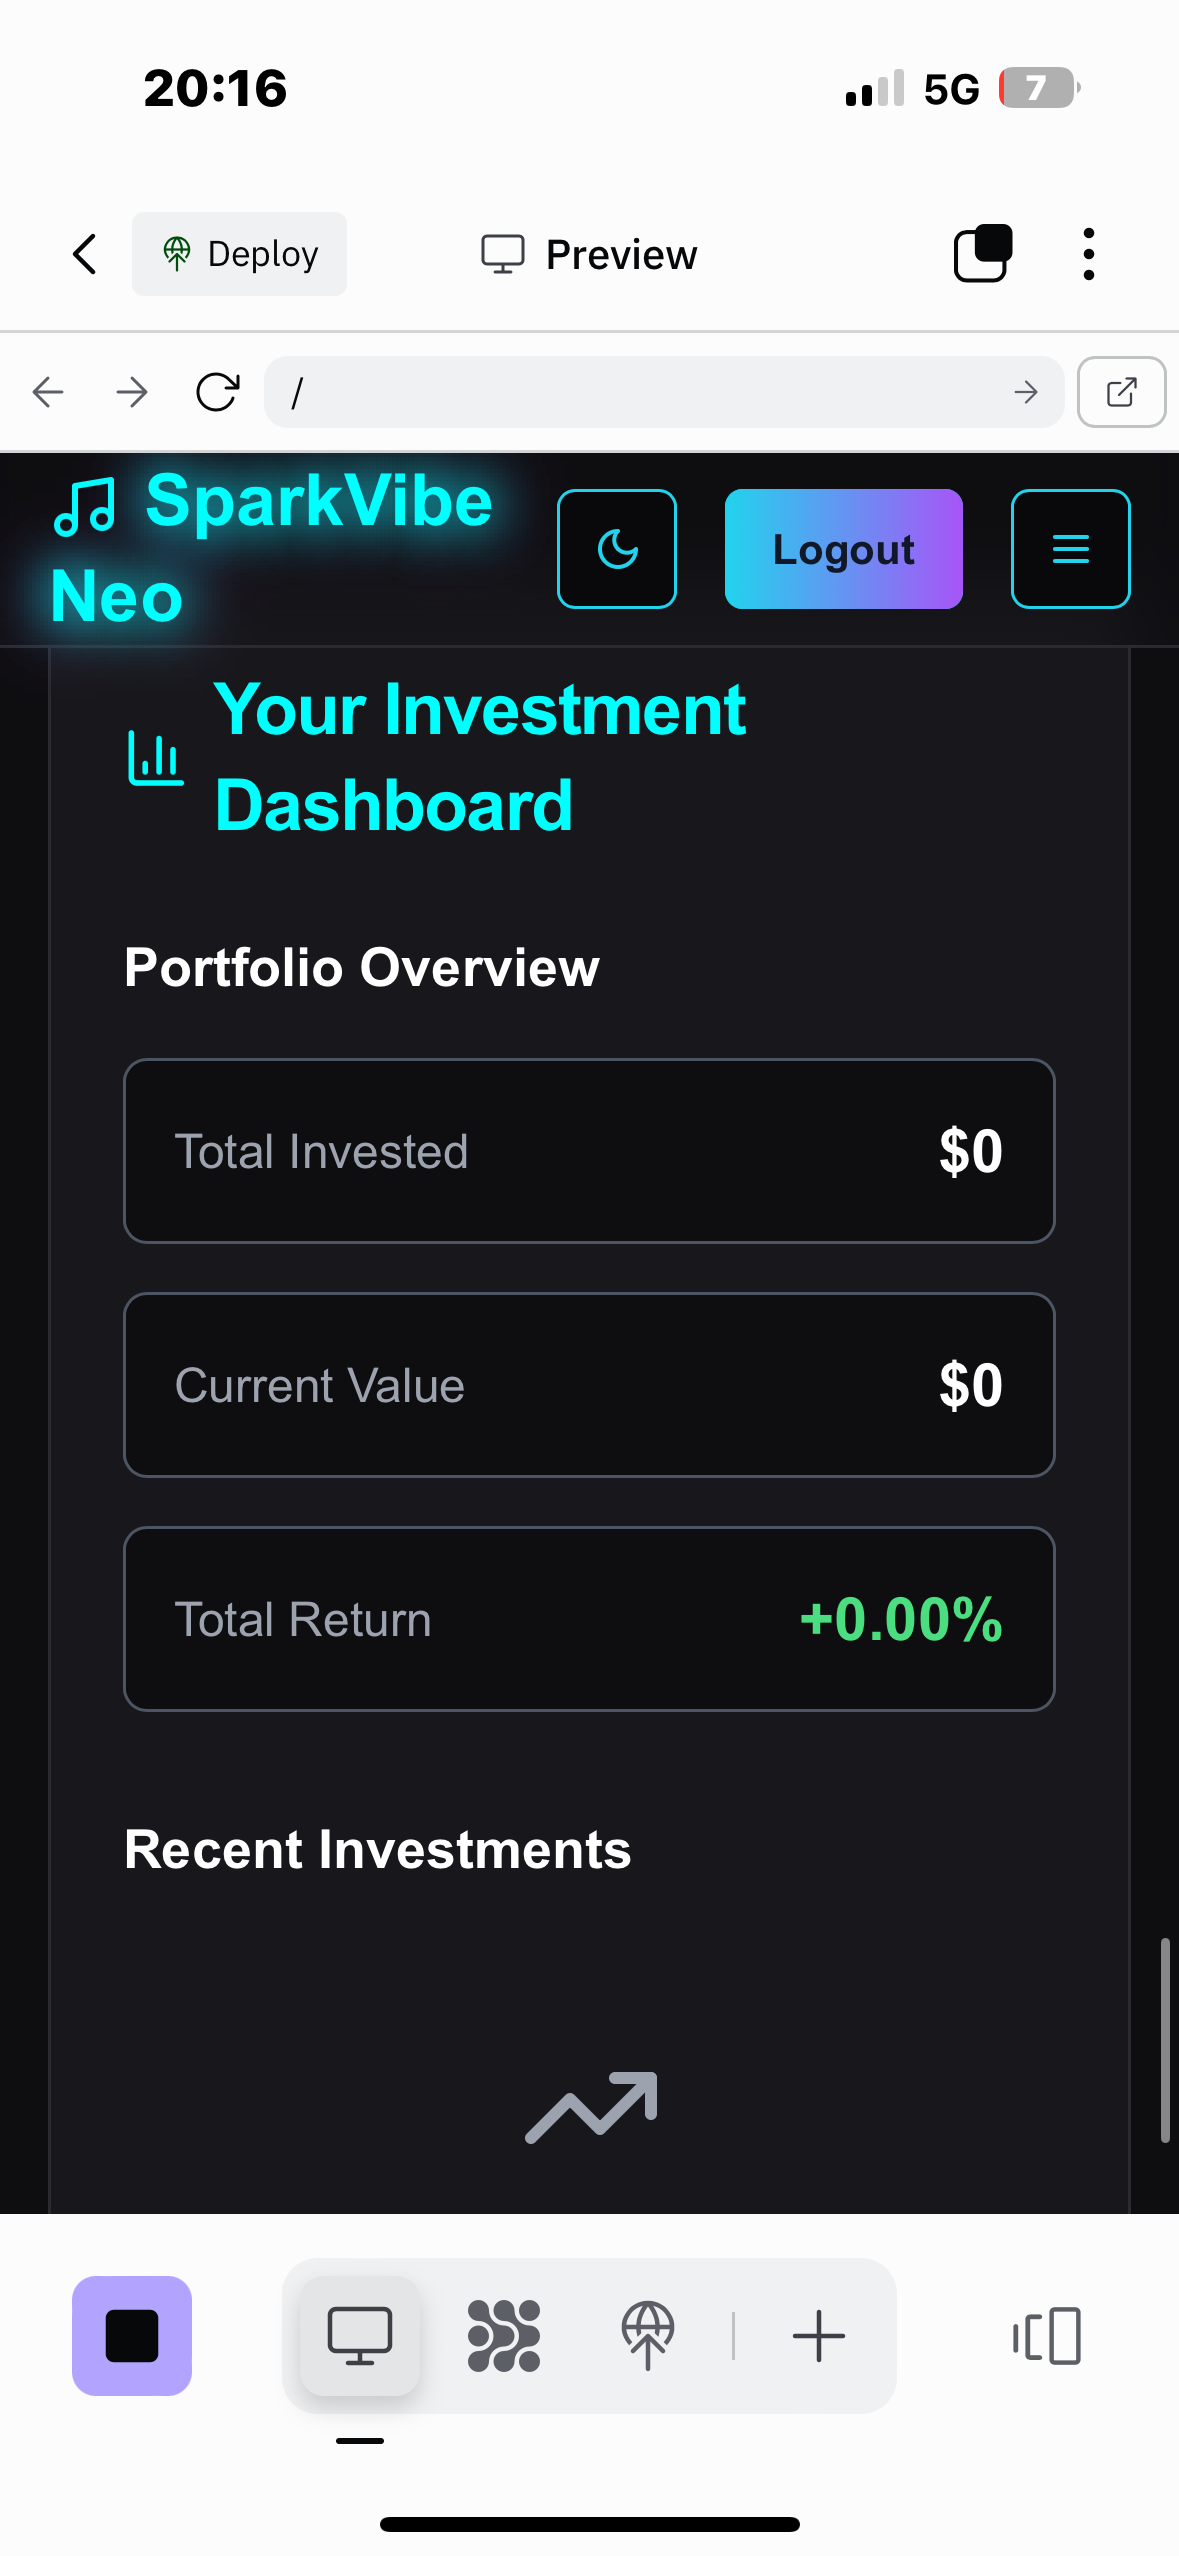 20:16
5G
7
Deploy
Preview
/
SparkVibe
Neo
Logout
Your Investment
Dashboard
Portfolio Overview
Total Invested
$0
Current Value
$0
Total Return
+0.00%
Recent Investments